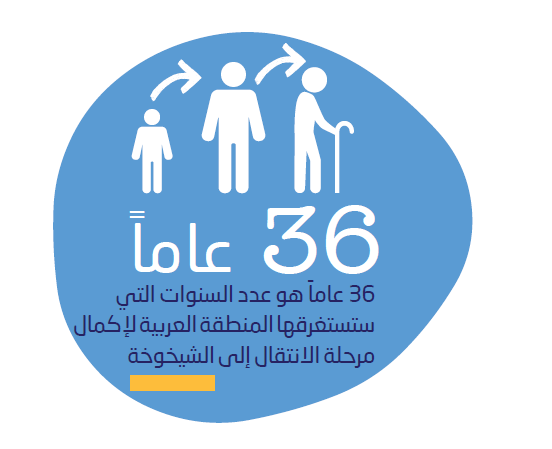 36 عاماً
36 عاماً هو عدد السنوات التي
ستستغرقها المنطقة العربية لإكمال
مرحلة الانتقال إلى الشيخوخة